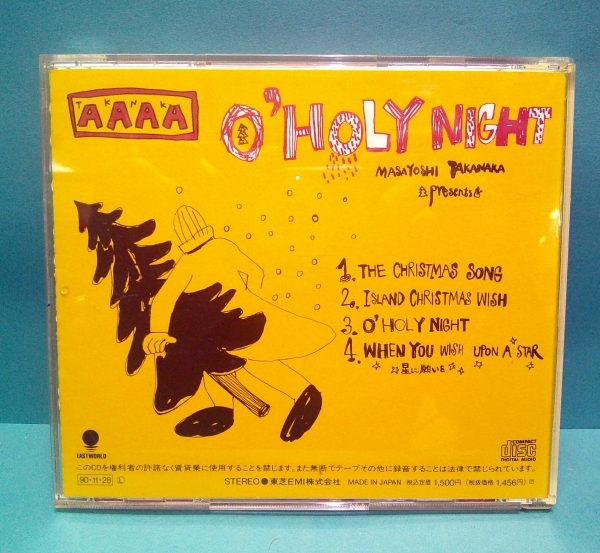 TAKANAKA
O'HOLY NIGHT
MASAYOSHI TAKANAKA
presents
1. THE CHRISTMAS SONG
2. ISLAND CHRISTMAS WISH
3. O'HOLY NIGHT
4. WHEN YOU WISH UPON A STAR
星に願いを
EASTWORLD
COMPACT
disc
DIGITAL AUDIO
このCDを権利者の許諾なく賃貸業に使用することを禁じます。また無断でテープその他に録音することは法律で禁じられています。
90・11・28 Ⓛ STEREO●東芝EMI株式会社 MADE IN JAPAN 税込定価 1,500円 (税抜価格 1,456円)